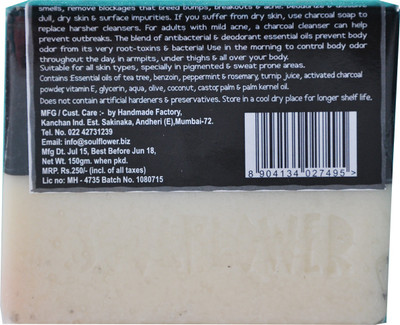 smells, remove blockages that breed bumps, breakouts & acne. Deodorize & dissolve
dull, dry skin & surface impurities. If you suffer from dry skin, use charcoal soap to
replace harsher cleansers. For adults with mild acne, a charcoal cleanser can help
prevent outbreaks. The blend of antibacterial & deodorant essential oils prevent body
odor from its very root-toxins & bacteria! Use in the morning to control body odor
throughout the day, in armpits, under thighs & all over your body.
Suitable for all skin types, specially in pigmented & sweat prone areas.
Contains Essential oils of tea tree, benzoin, peppermint & rosemary, turnip juice, activated charcoal
powder, vitamin E, glycerin, aqua, olive, coconut, castor, palm & palm kernel oil.
Does not contain artificial hardeners & preservatives. Store in a cool dry place for longer shelf life.
MFG / Cust. Care :- by Handmade Factory,
Kanchan Ind. Est. Sakinaka, Andheri (E),Mumbai-72.
Tel. No. 022 42731239
Email: info@soulflower.biz
Mfg Dt. Jul 15, Best Before Jun 18,
Net Wt. 150gm. when pkd.
MRP. Rs.250/- (incl. of all taxes)
Lic no: MH - 4735 Batch No. 1080715
8 904134 027495 >